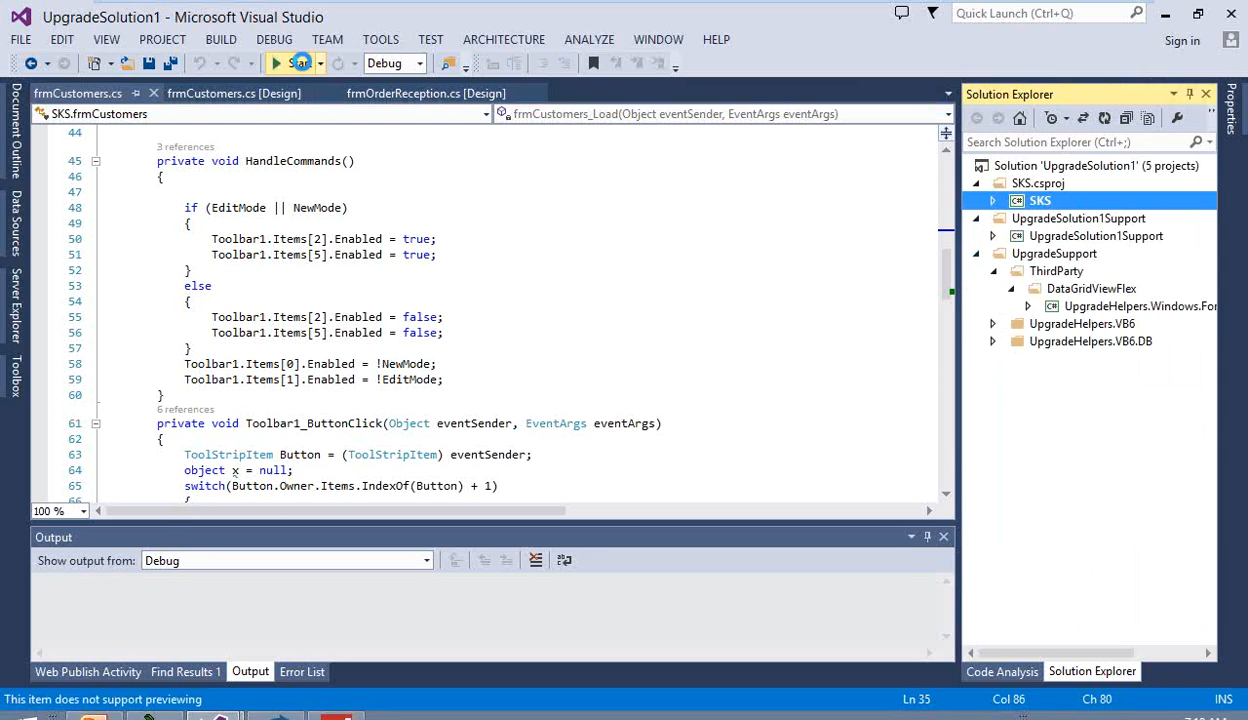 UpgradeSolution1 - Microsoft Visual Studio
Quick Launch (Ctrl+Q)
FILE EDIT VIEW PROJECT BUILD DEBUG TEAM TOOLS TEST ARCHITECTURE ANALYZE WINDOW HELP
Sign in
Debug
frmCustomers.cs frmCustomers.cs [Design] frmOrderReception.cs [Design]
SKS.frmCustomers
frmCustomers_Load(Object eventSender, EventArgs eventArgs)
44
3 references
45 private void HandleCommands()
46 {
47
48 if (EditMode || NewMode)
49 {
50 Toolbar1.Items[2].Enabled = true;
51 Toolbar1.Items[5].Enabled = true;
52 }
53 else
54 {
55 Toolbar1.Items[2].Enabled = false;
56 Toolbar1.Items[5].Enabled = false;
57 }
58 Toolbar1.Items[0].Enabled = !NewMode;
59 Toolbar1.Items[1].Enabled = !EditMode;
60 }
6 references
61 private void Toolbar1_ButtonClick(Object eventSender, EventArgs eventArgs)
62 {
63 ToolStripItem Button = (ToolStripItem) eventSender;
64 object x = null;
65 switch(Button.Owner.Items.IndexOf(Button) + 1)
66 {
100 %
Output
Show output from: Debug
Web Publish Activity Find Results 1 Output Error List
This item does not support previewing
Ln 35 Col 86 Ch 80 INS
Document Outline
Data Sources
Server Explorer
Toolbox
Solution Explorer
Search Solution Explorer (Ctrl+;)
Solution 'UpgradeSolution1' (5 projects)
SKS.csproj
C# SKS
UpgradeSolution1Support
C# UpgradeSolution1Support
UpgradeSupport
ThirdParty
DataGridViewFlex
C# UpgradeHelpers.Windows.For
UpgradeHelpers.VB6
UpgradeHelpers.VB6.DB
Code Analysis Solution Explorer
Properties